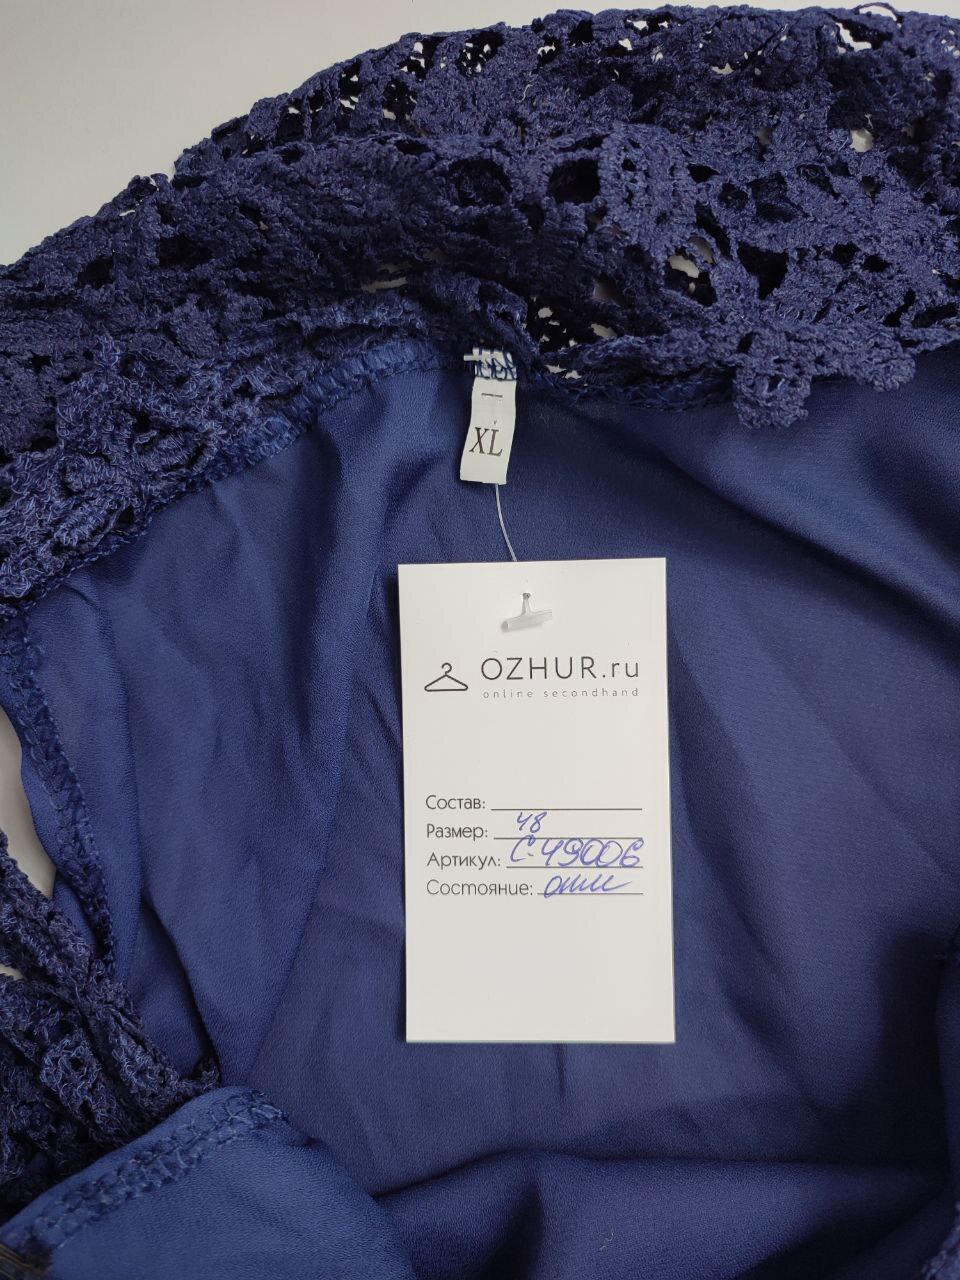 XL
OZHUR.ru
online secondhand
Состав:
Размер: 48
Артикул: С-49006
Состояние: отл